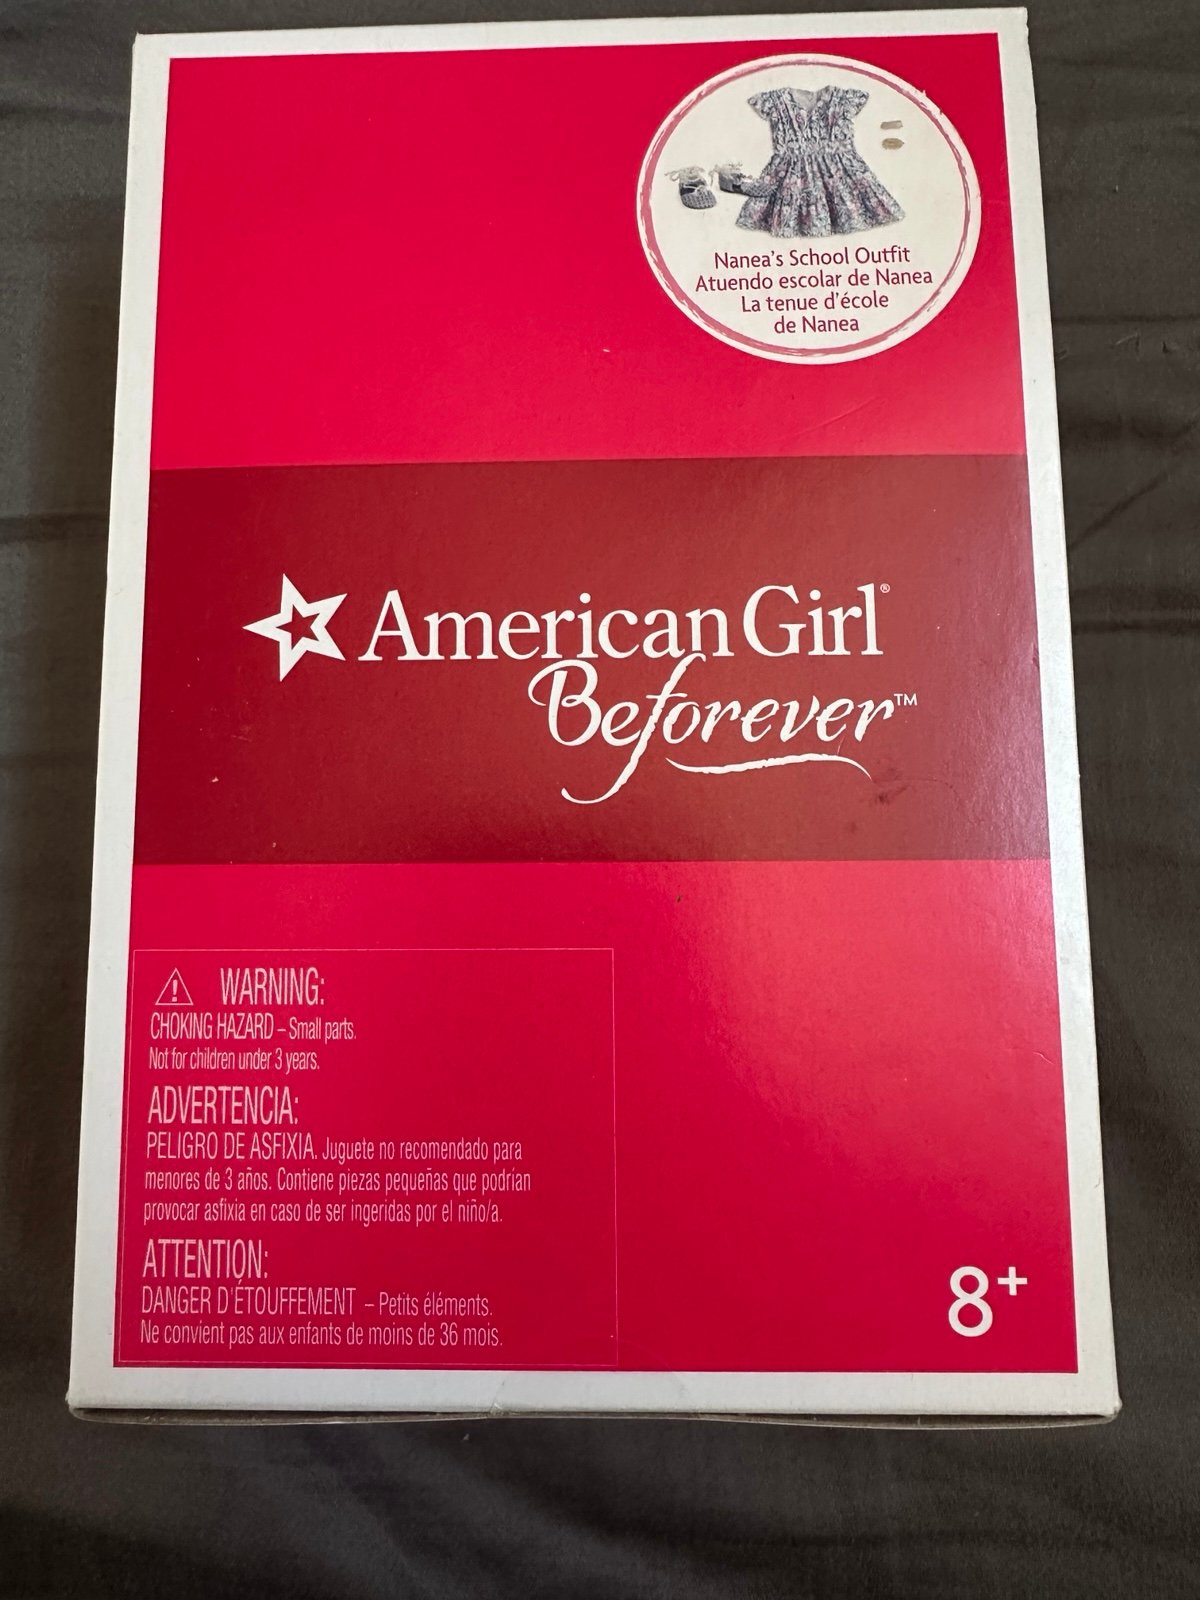 Nanea's School Outfit
Atuendo escolar de Nanea
La tenue d'école
de Nanea
American Girl®
Beforever™
WARNING:
CHOKING HAZARD – Small parts.
Not for children under 3 years.
ADVERTENCIA:
PELIGRO DE ASFIXIA. Juguete no recomendado para
menores de 3 años. Contiene piezas pequeñas que podrían
provocar asfixia en caso de ser ingeridas por el niño/a.
ATTENTION:
DANGER D'ÉTOUFFEMENT – Petits éléments.
Ne convient pas aux enfants de moins de 36 mois.
8+